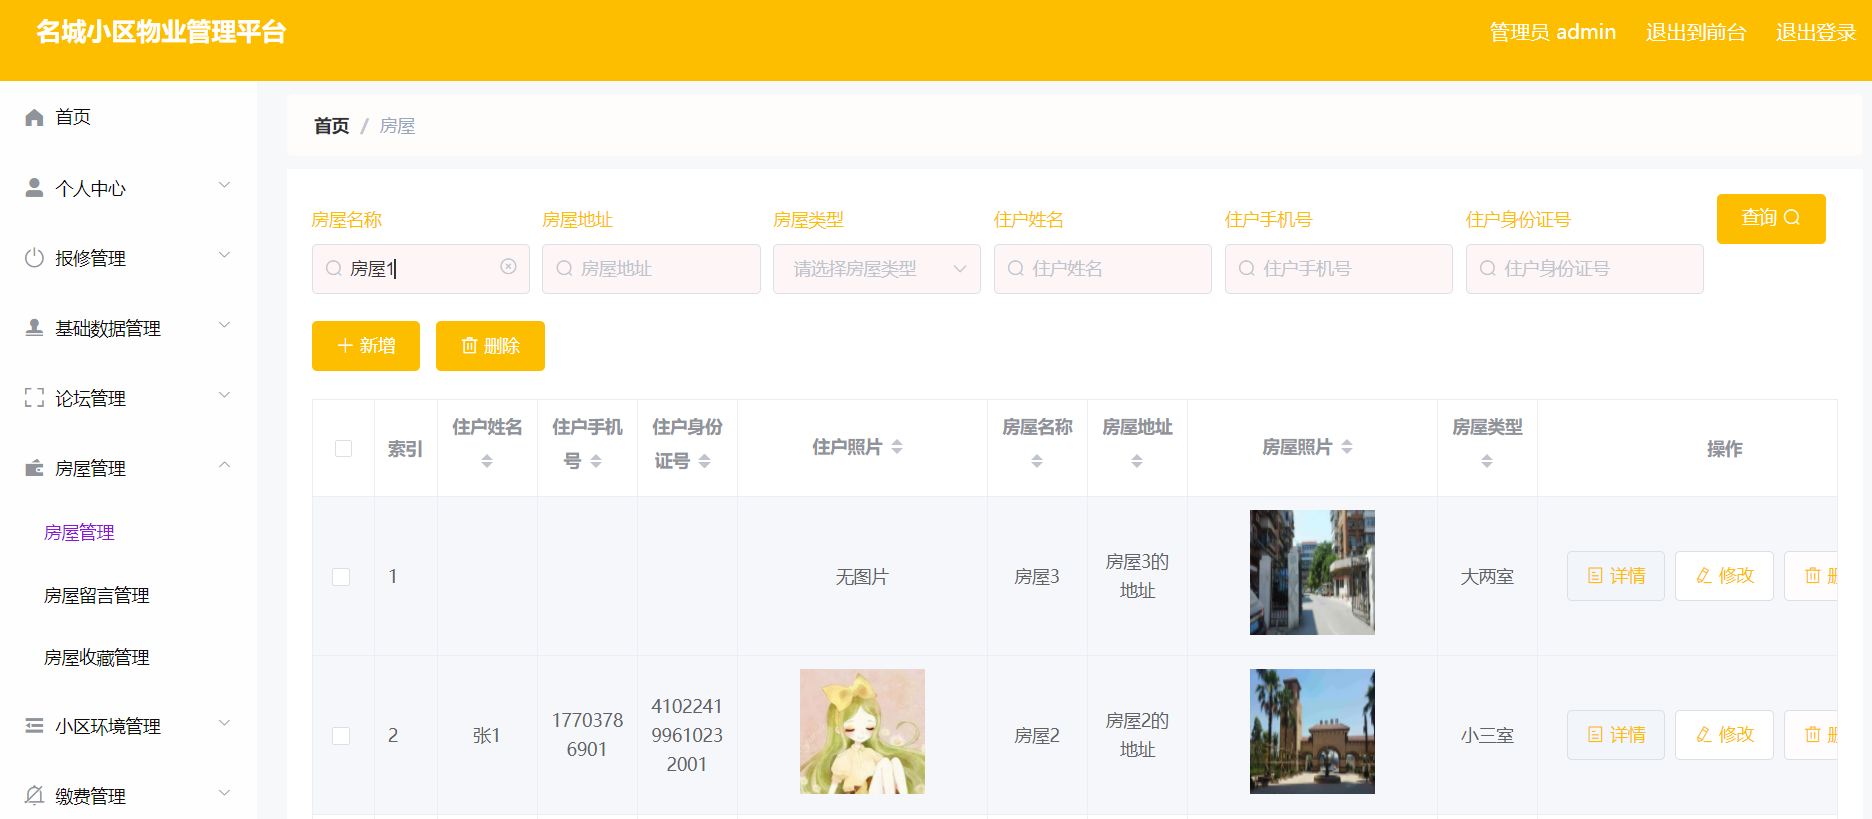 名城小区物业管理平台
管理员 admin
退出到前台
退出登录
首页
个人中心
报修管理
基础数据管理
论坛管理
房屋管理
房屋管理
房屋留言管理
房屋收藏管理
小区环境管理
缴费管理
首页 / 房屋
房屋名称
房屋地址
房屋类型
住户姓名
住户手机号
住户身份证号
查询
房屋1
房屋地址
请选择房屋类型
住户姓名
住户手机号
住户身份证号
新增
删除
索引
住户姓名
住户手机
号
住户身份
证号
住户照片
房屋名称
房屋地址
房屋照片
房屋类型
操作
1
无图片
房屋3
房屋3的
地址
大两室
详情
修改
2
张1
1770378
6901
4102241
9961023
2001
房屋2
房屋2的
地址
小三室
详情
修改